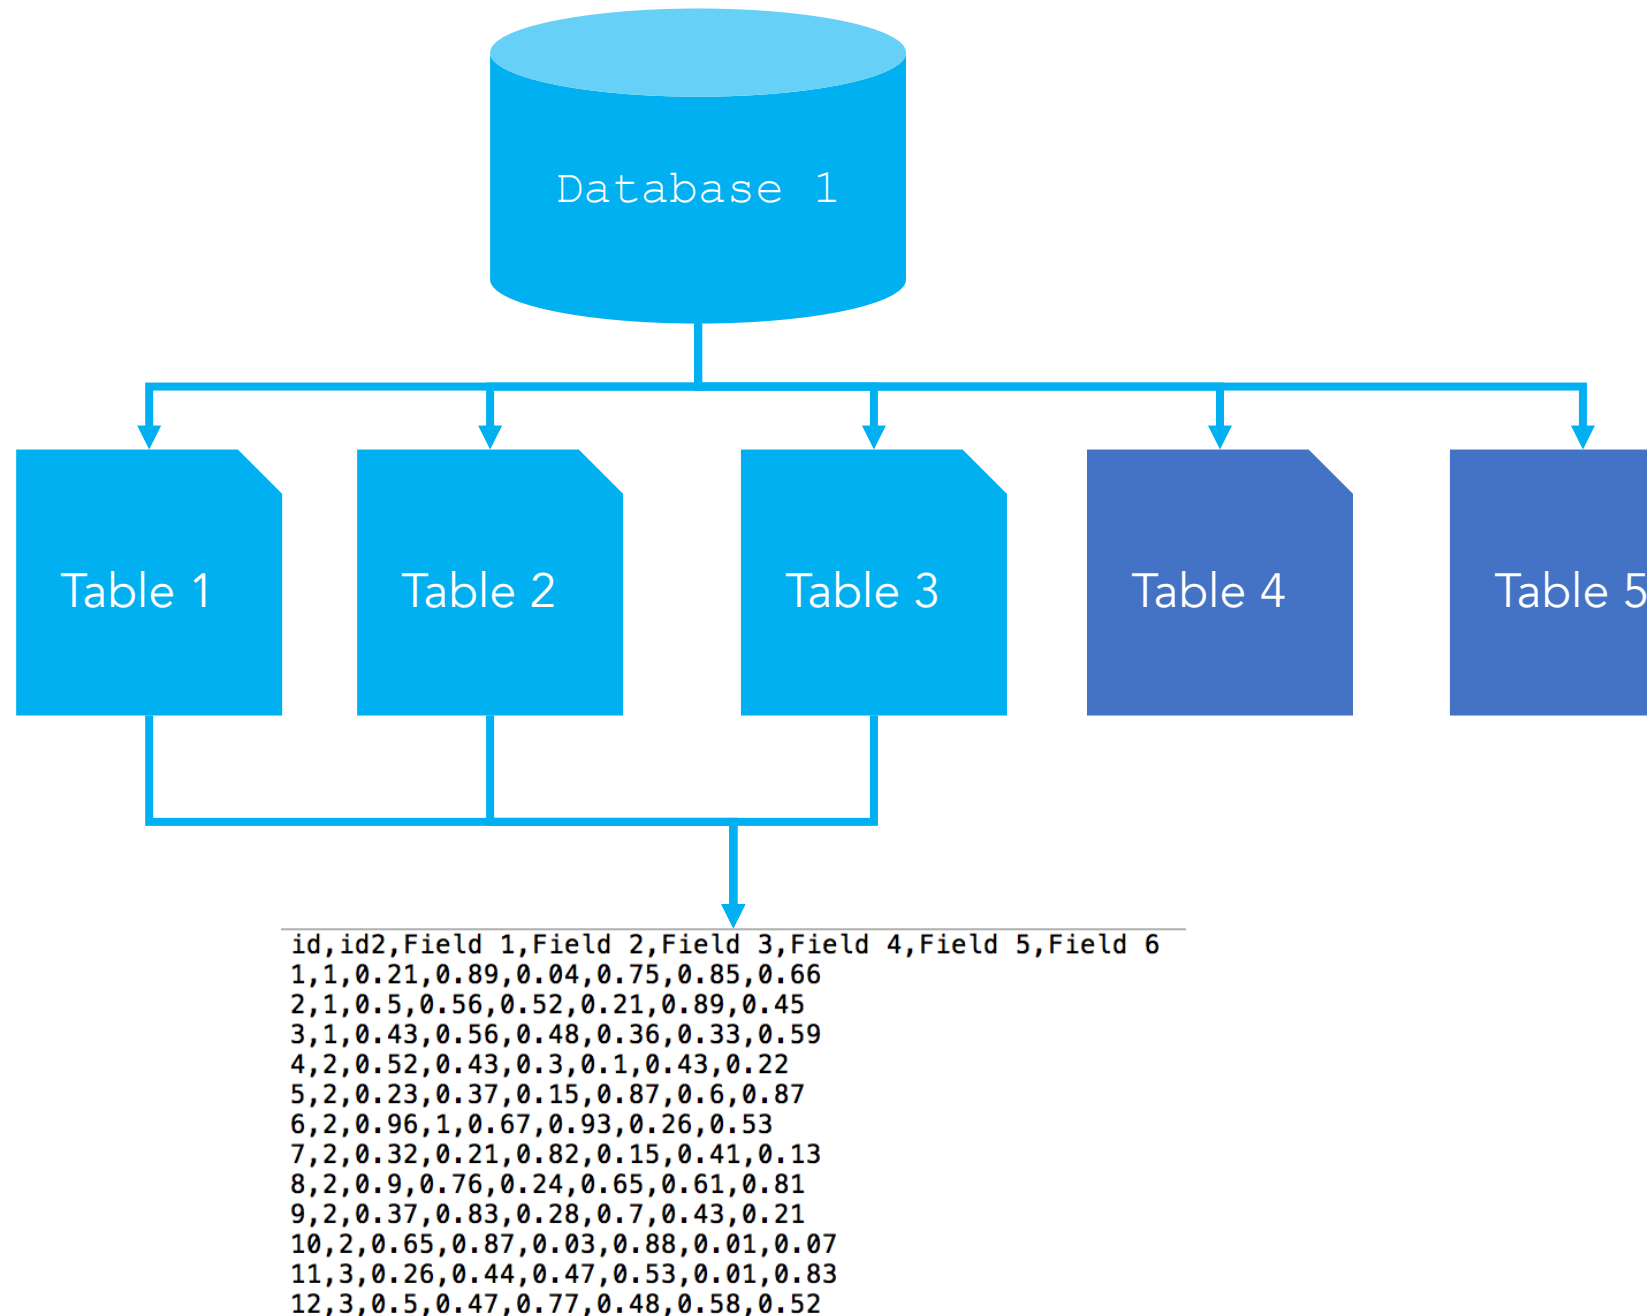 Database 1
Table 1
Table 2
Table 3
Table 4
Table 5
id,id2,Field 1,Field 2,Field 3,Field 4,Field 5,Field 6
1,1,0.21,0.89,0.04,0.75,0.85,0.66
2,1,0.5,0.56,0.52,0.21,0.89,0.45
3,1,0.43,0.56,0.48,0.36,0.33,0.59
4,2,0.52,0.43,0.3,0.1,0.43,0.22
5,2,0.23,0.37,0.15,0.87,0.6,0.87
6,2,0.96,1,0.67,0.93,0.26,0.53
7,2,0.32,0.21,0.82,0.15,0.41,0.13
8,2,0.9,0.76,0.24,0.65,0.61,0.81
9,2,0.37,0.83,0.28,0.7,0.43,0.21
10,2,0.65,0.87,0.03,0.88,0.01,0.07
11,3,0.26,0.44,0.47,0.53,0.01,0.83
12,3,0.5,0.47,0.77,0.48,0.58,0.52